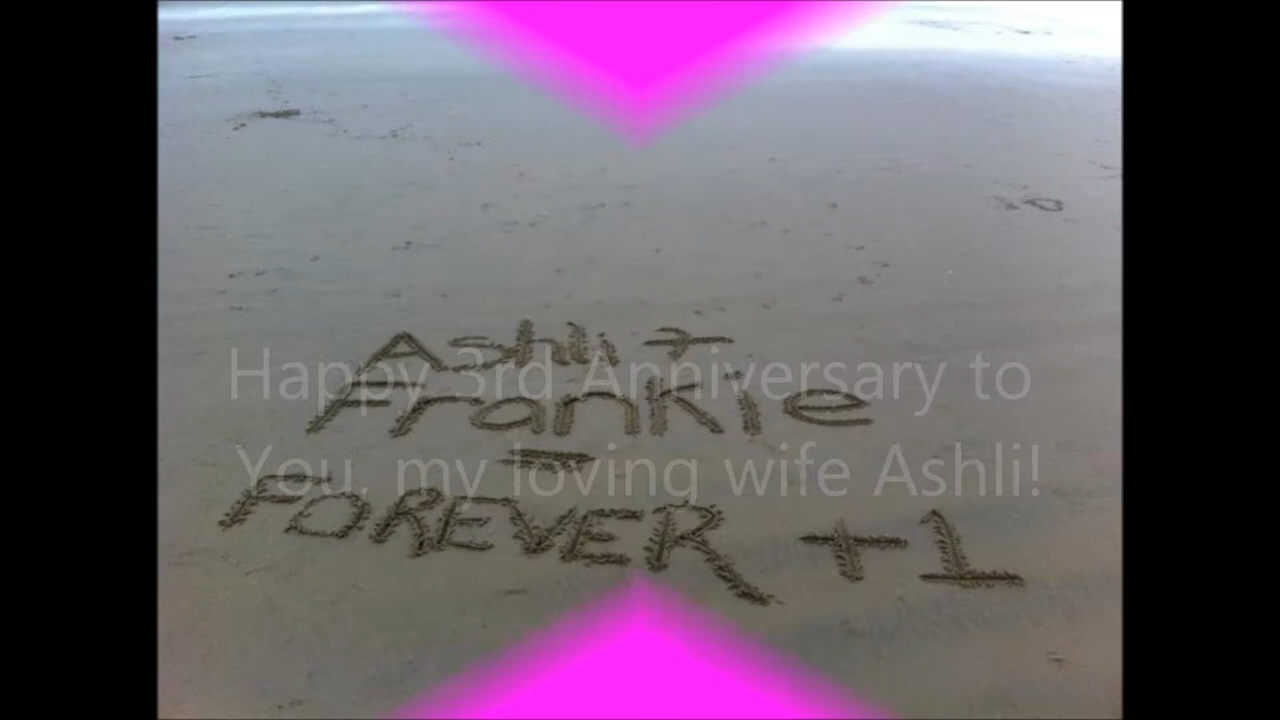 Ashli +
Frankie
=
FOREVER +1
Happy 3rd Anniversary to
You, my loving wife Ashli!